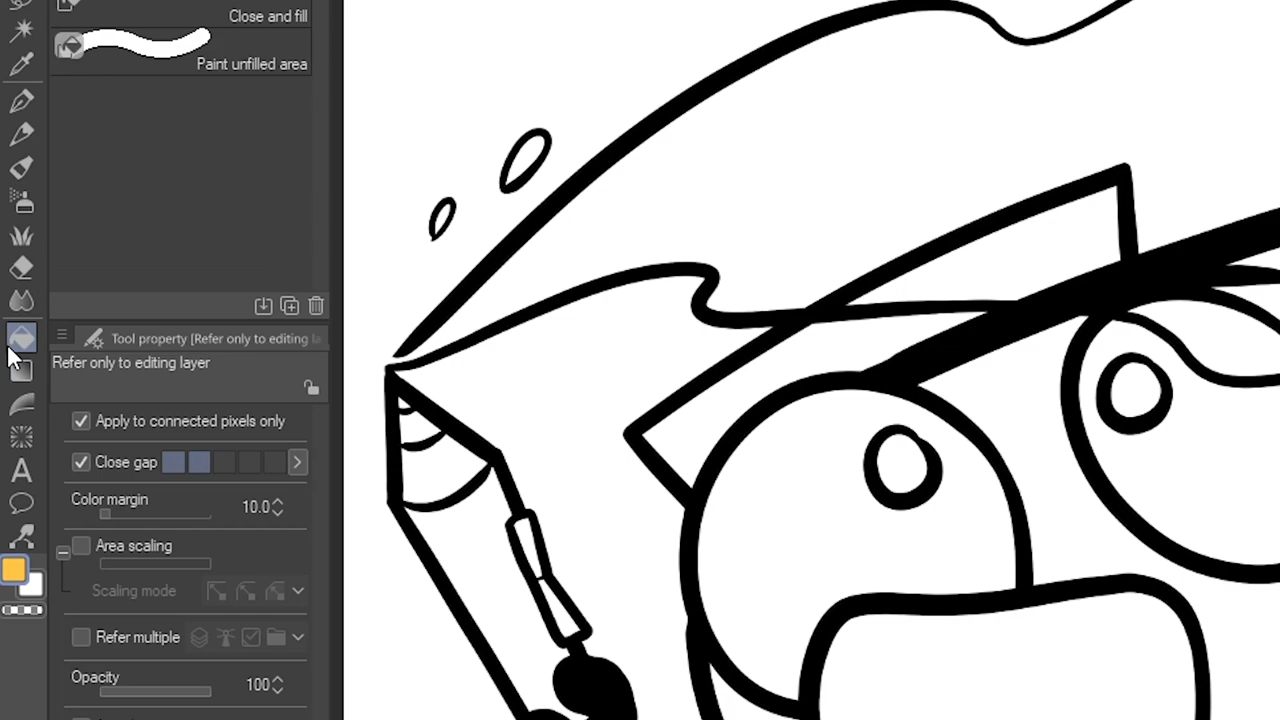 Close and fill
Paint unfilled area
Tool property [Refer only to editing la
Refer only to editing layer
Apply to connected pixels only
Close gap
Color margin 10.0
Area scaling
Scaling mode
A
Refer multiple
Opacity 100